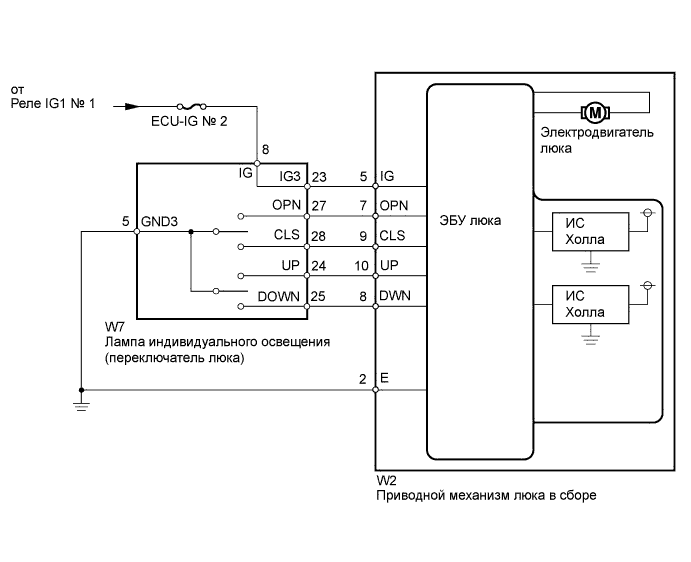 от
Реле IG1 № 1
ECU-IG № 2
8
IG
IG3 23 5 IG
OPN 27 7 OPN
CLS 28 9 CLS
UP 24 10 UP
DOWN 25 8 DWN
5 GND3
W7
Лампа индивидуального освещения
(переключатель люка)
2 E
ЭБУ люка
M
Электродвигатель
люка
ИС
Холла
ИС
Холла
W2
Приводной механизм люка в сборе